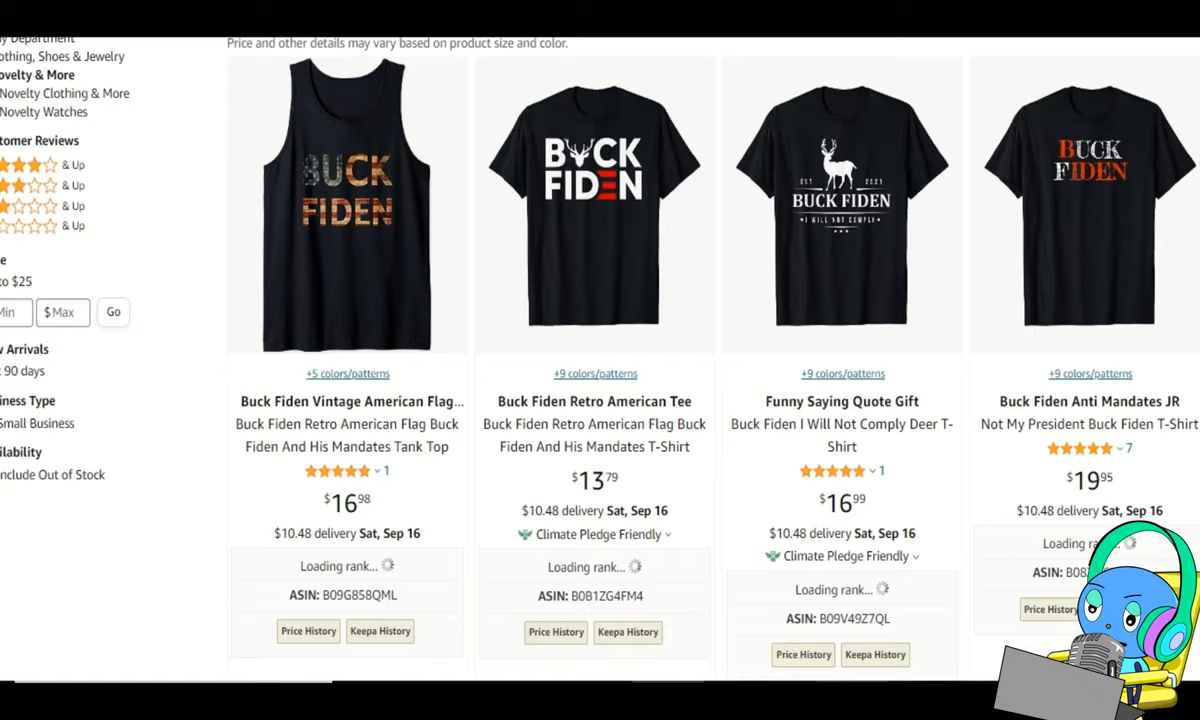 Price and other details may vary based on product size and color.
othing, Shoes & Jewelry
ovelty & More
Novelty Clothing & More
Novelty Watches
tomer Reviews
& Up
& Up
& Up
& Up
to $25
Min
$ Max
Go
w Arrivals
90 days
iness Type
Small Business
ilability
nclude Out of Stock
BUCK
FIDEN
+5 colors/patterns
Buck Fiden Vintage American Flag...
Buck Fiden Retro American Flag Buck
Fiden And His Mandates Tank Top
1
$16 98
$10.48 delivery Sat, Sep 16
Loading rank...
ASIN: B09G858QML
Price History
Keepa History
BUCK
FIDEN
+9 colors/patterns
Buck Fiden Retro American Tee
Buck Fiden Retro American Flag Buck
Fiden And His Mandates T-Shirt
$13 79
$10.48 delivery Sat, Sep 16
Climate Pledge Friendly
Loading rank...
ASIN: B0B1ZG4FM4
Price History
Keepa History
EST 2021
BUCK FIDEN
I WILL NOT COMPLY
+9 colors/patterns
Funny Saying Quote Gift
Buck Fiden I Will Not Comply Deer T-
Shirt
1
$16 99
$10.48 delivery Sat, Sep 16
Climate Pledge Friendly
Loading rank...
ASIN: B09V49Z7QL
Price History
Keepa History
BUCK
FIDEN
+9 colors/patterns
Buck Fiden Anti Mandates JR
Not My President Buck Fiden T-Shirt
7
$19 95
$10.48 delivery Sat, Sep 16
Loading ra
ASIN: B08
Price History